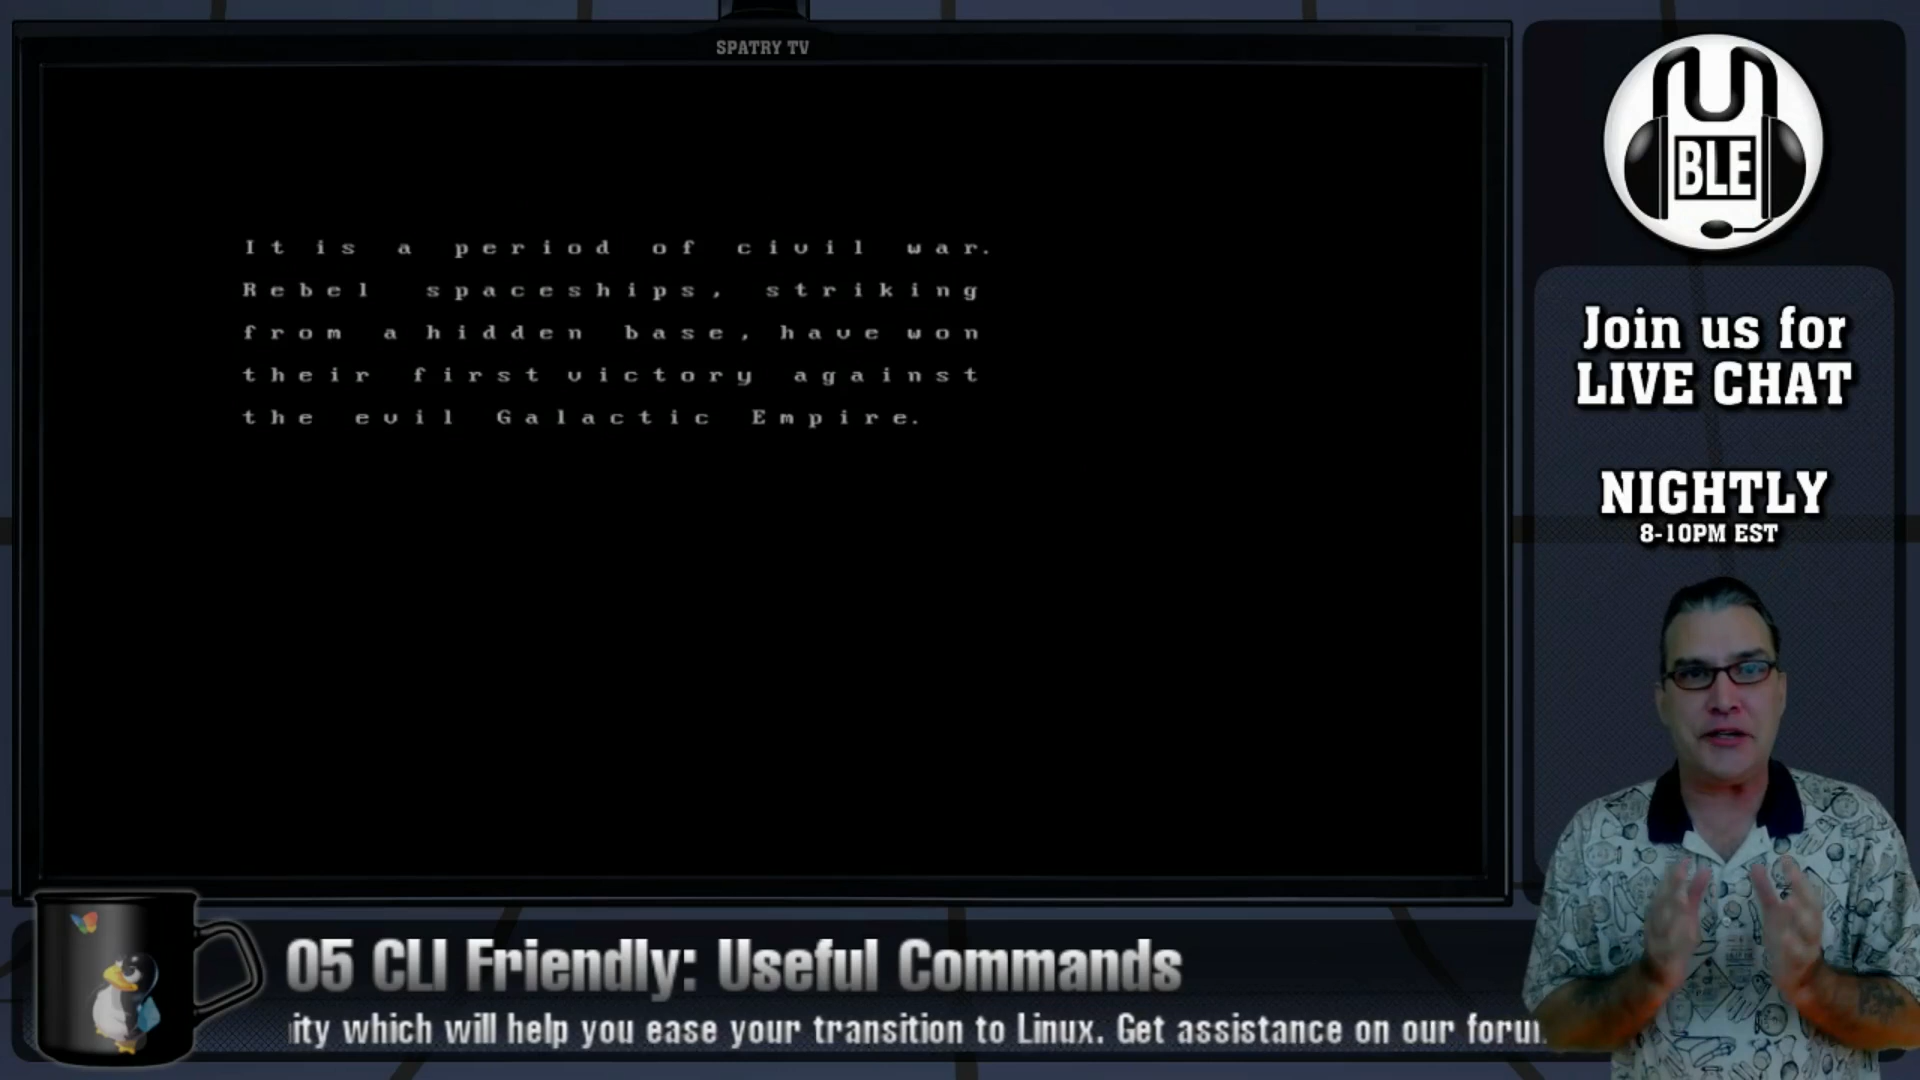 SPATRY TV
It is a period of civil war.
Rebel spaceships, striking
from a hidden base, have won
their first victory against
the evil Galactic Empire.
BLE
Join us for
LIVE CHAT
NIGHTLY
8-10PM EST
05 CLI Friendly: Useful Commands
ity which will help you ease your transition to Linux. Get assistance on our forum